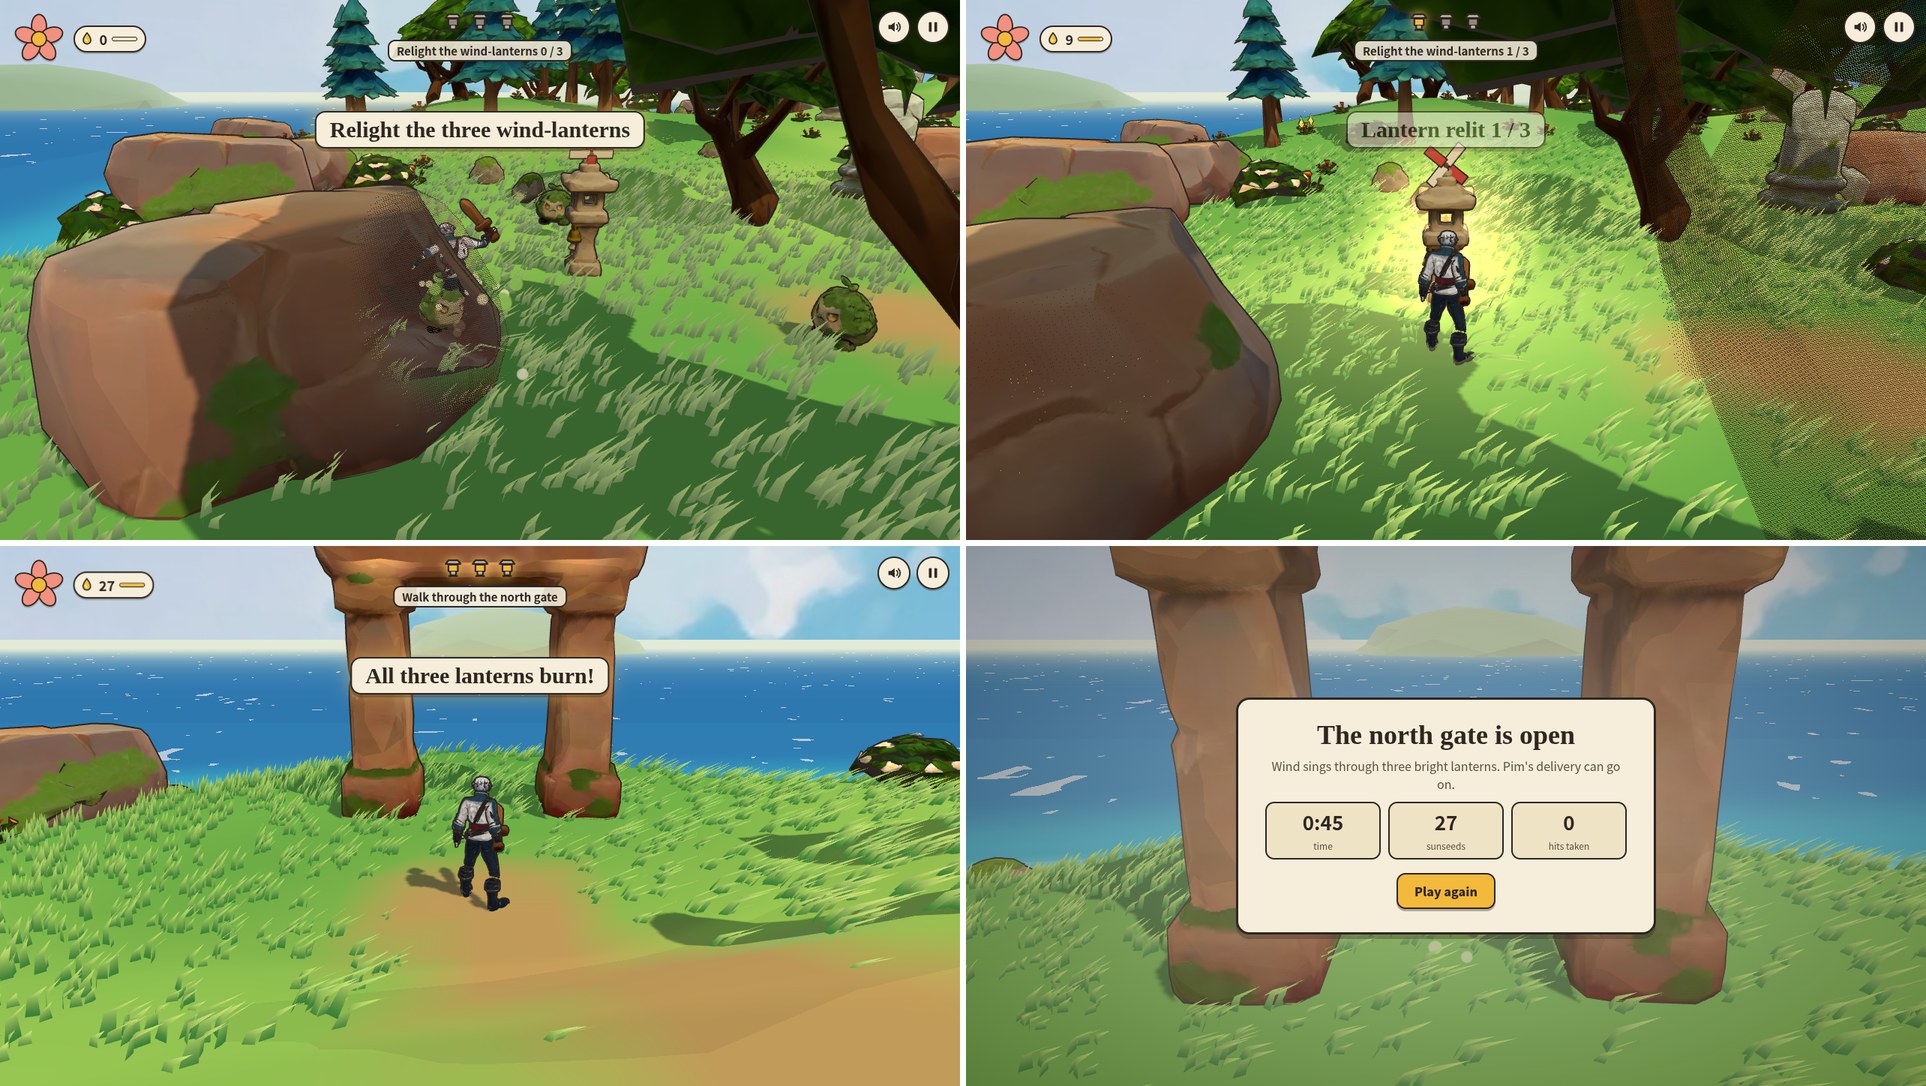 0
Relight the wind-lanterns 0 / 3
Relight the three wind-lanterns
9
Relight the wind-lanterns 1 / 3
Lantern relit 1 / 3
27
Walk through the north gate
All three lanterns burn!
The north gate is open
Wind sings through three bright lanterns. Pim's delivery can go
on.
0:45
27
0
time
sunseeds
hits taken
Play again